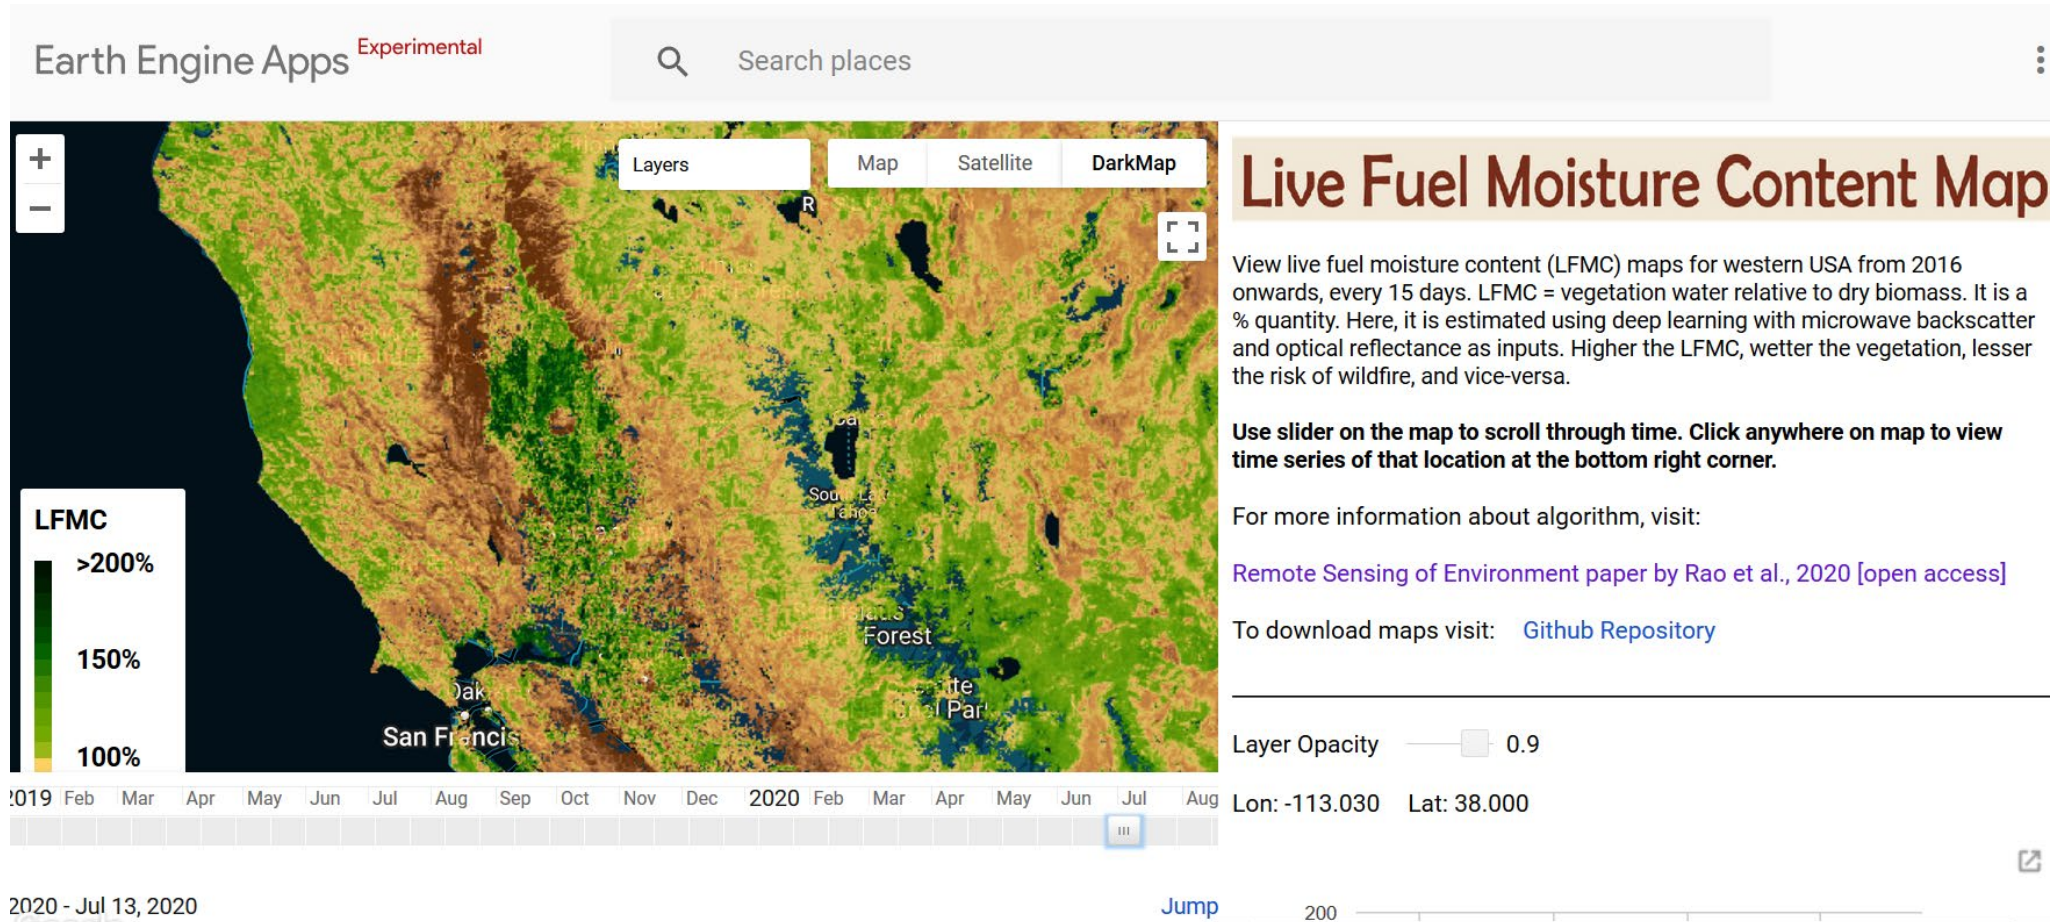 Earth Engine Apps Experimental
Search places
Layers
Map
Satellite
DarkMap
R
Live Fuel Moisture Content Map
View live fuel moisture content (LFMC) maps for western USA from 2016
onwards, every 15 days. LFMC = vegetation water relative to dry biomass. It is a
% quantity. Here, it is estimated using deep learning with microwave backscatter
and optical reflectance as inputs. Higher the LFMC, wetter the vegetation, lesser
the risk of wildfire, and vice-versa.
Use slider on the map to scroll through time. Click anywhere on map to view
time series of that location at the bottom right corner.
For more information about algorithm, visit:
Remote Sensing of Environment paper by Rao et al., 2020 [open access]
To download maps visit: Github Repository
Layer Opacity 0.9
Lon: -113.030 Lat: 38.000
200
LFMC
>200%
150%
100%
Forest
Oak
San Francis
2019 Feb Mar Apr May Jun Jul Aug Sep Oct Nov Dec 2020 Feb Mar Apr May Jun Jul Aug
2020 - Jul 13, 2020
Jump